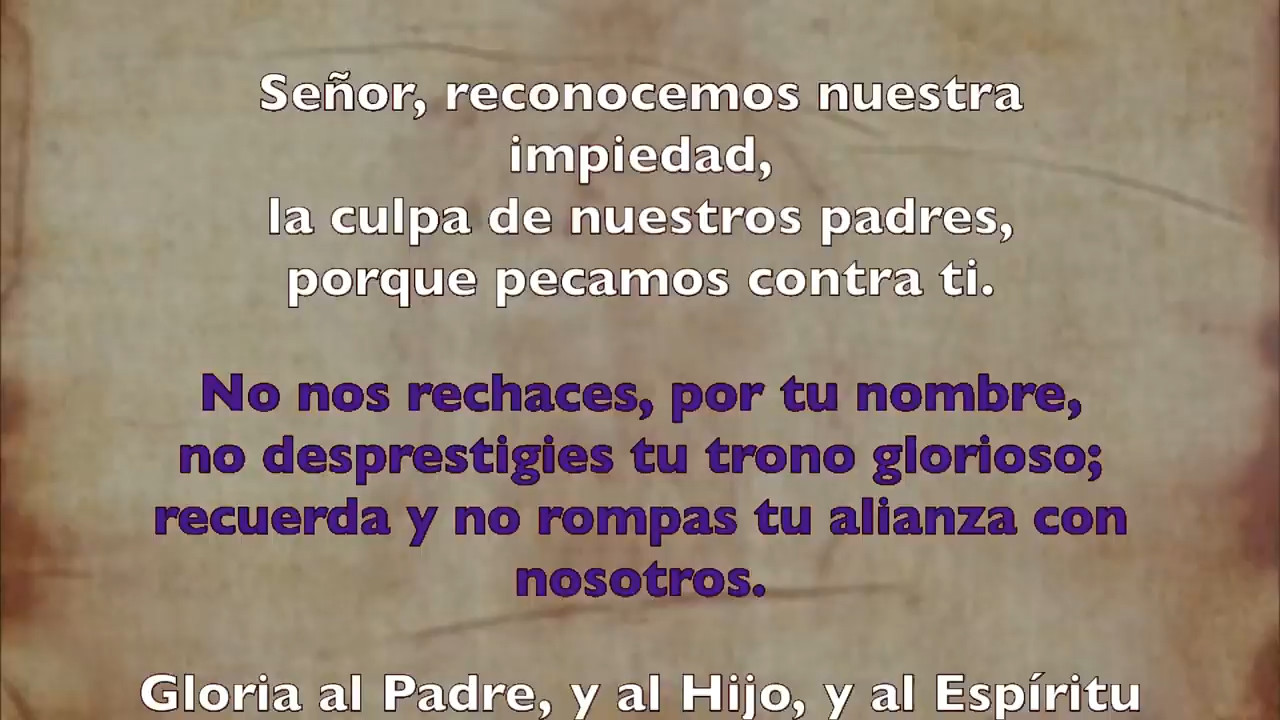 Señor, reconocemos nuestra
impiedad,
la culpa de nuestros padres,
porque pecamos contra ti.
No nos rechaces, por tu nombre,
no desprestigies tu trono glorioso;
recuerda y no rompas tu alianza con
nosotros.
Gloria al Padre, y al Hijo, y al Espíritu